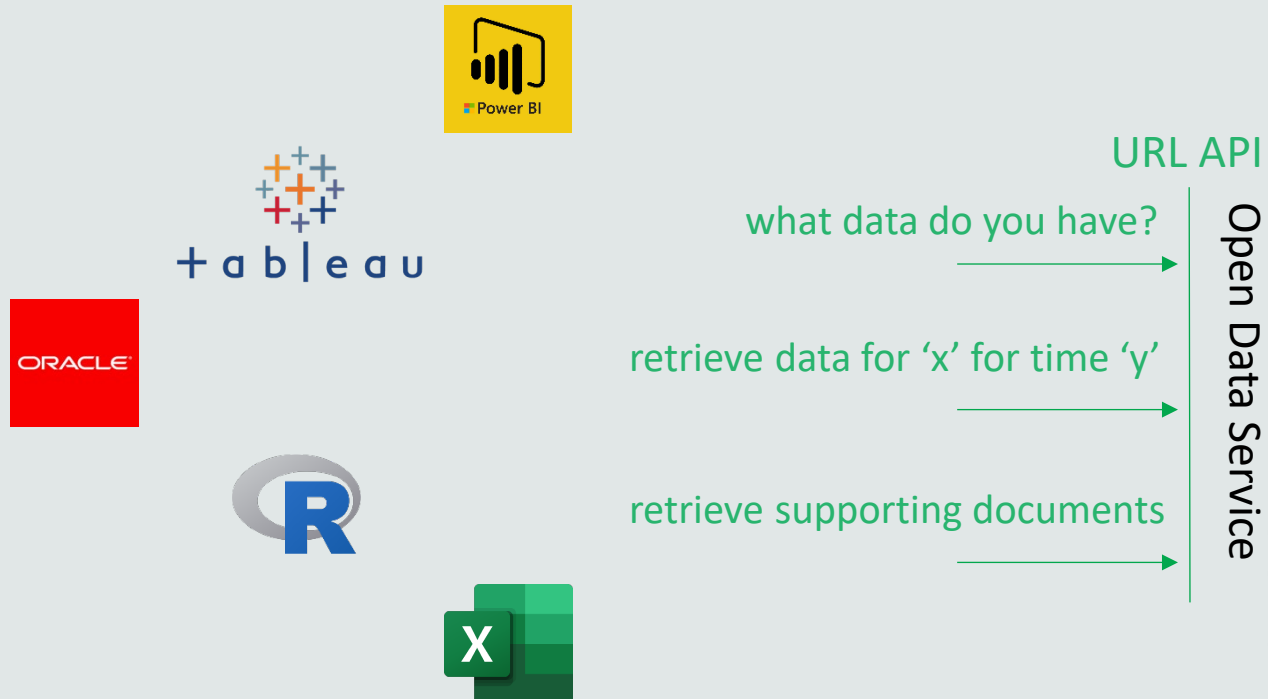 Power BI
URL API
+ a b l e a u
what data do you have?
Open Data Service
ORACLE
retrieve data for ‘x’ for time ‘y’
R
retrieve supporting documents
X